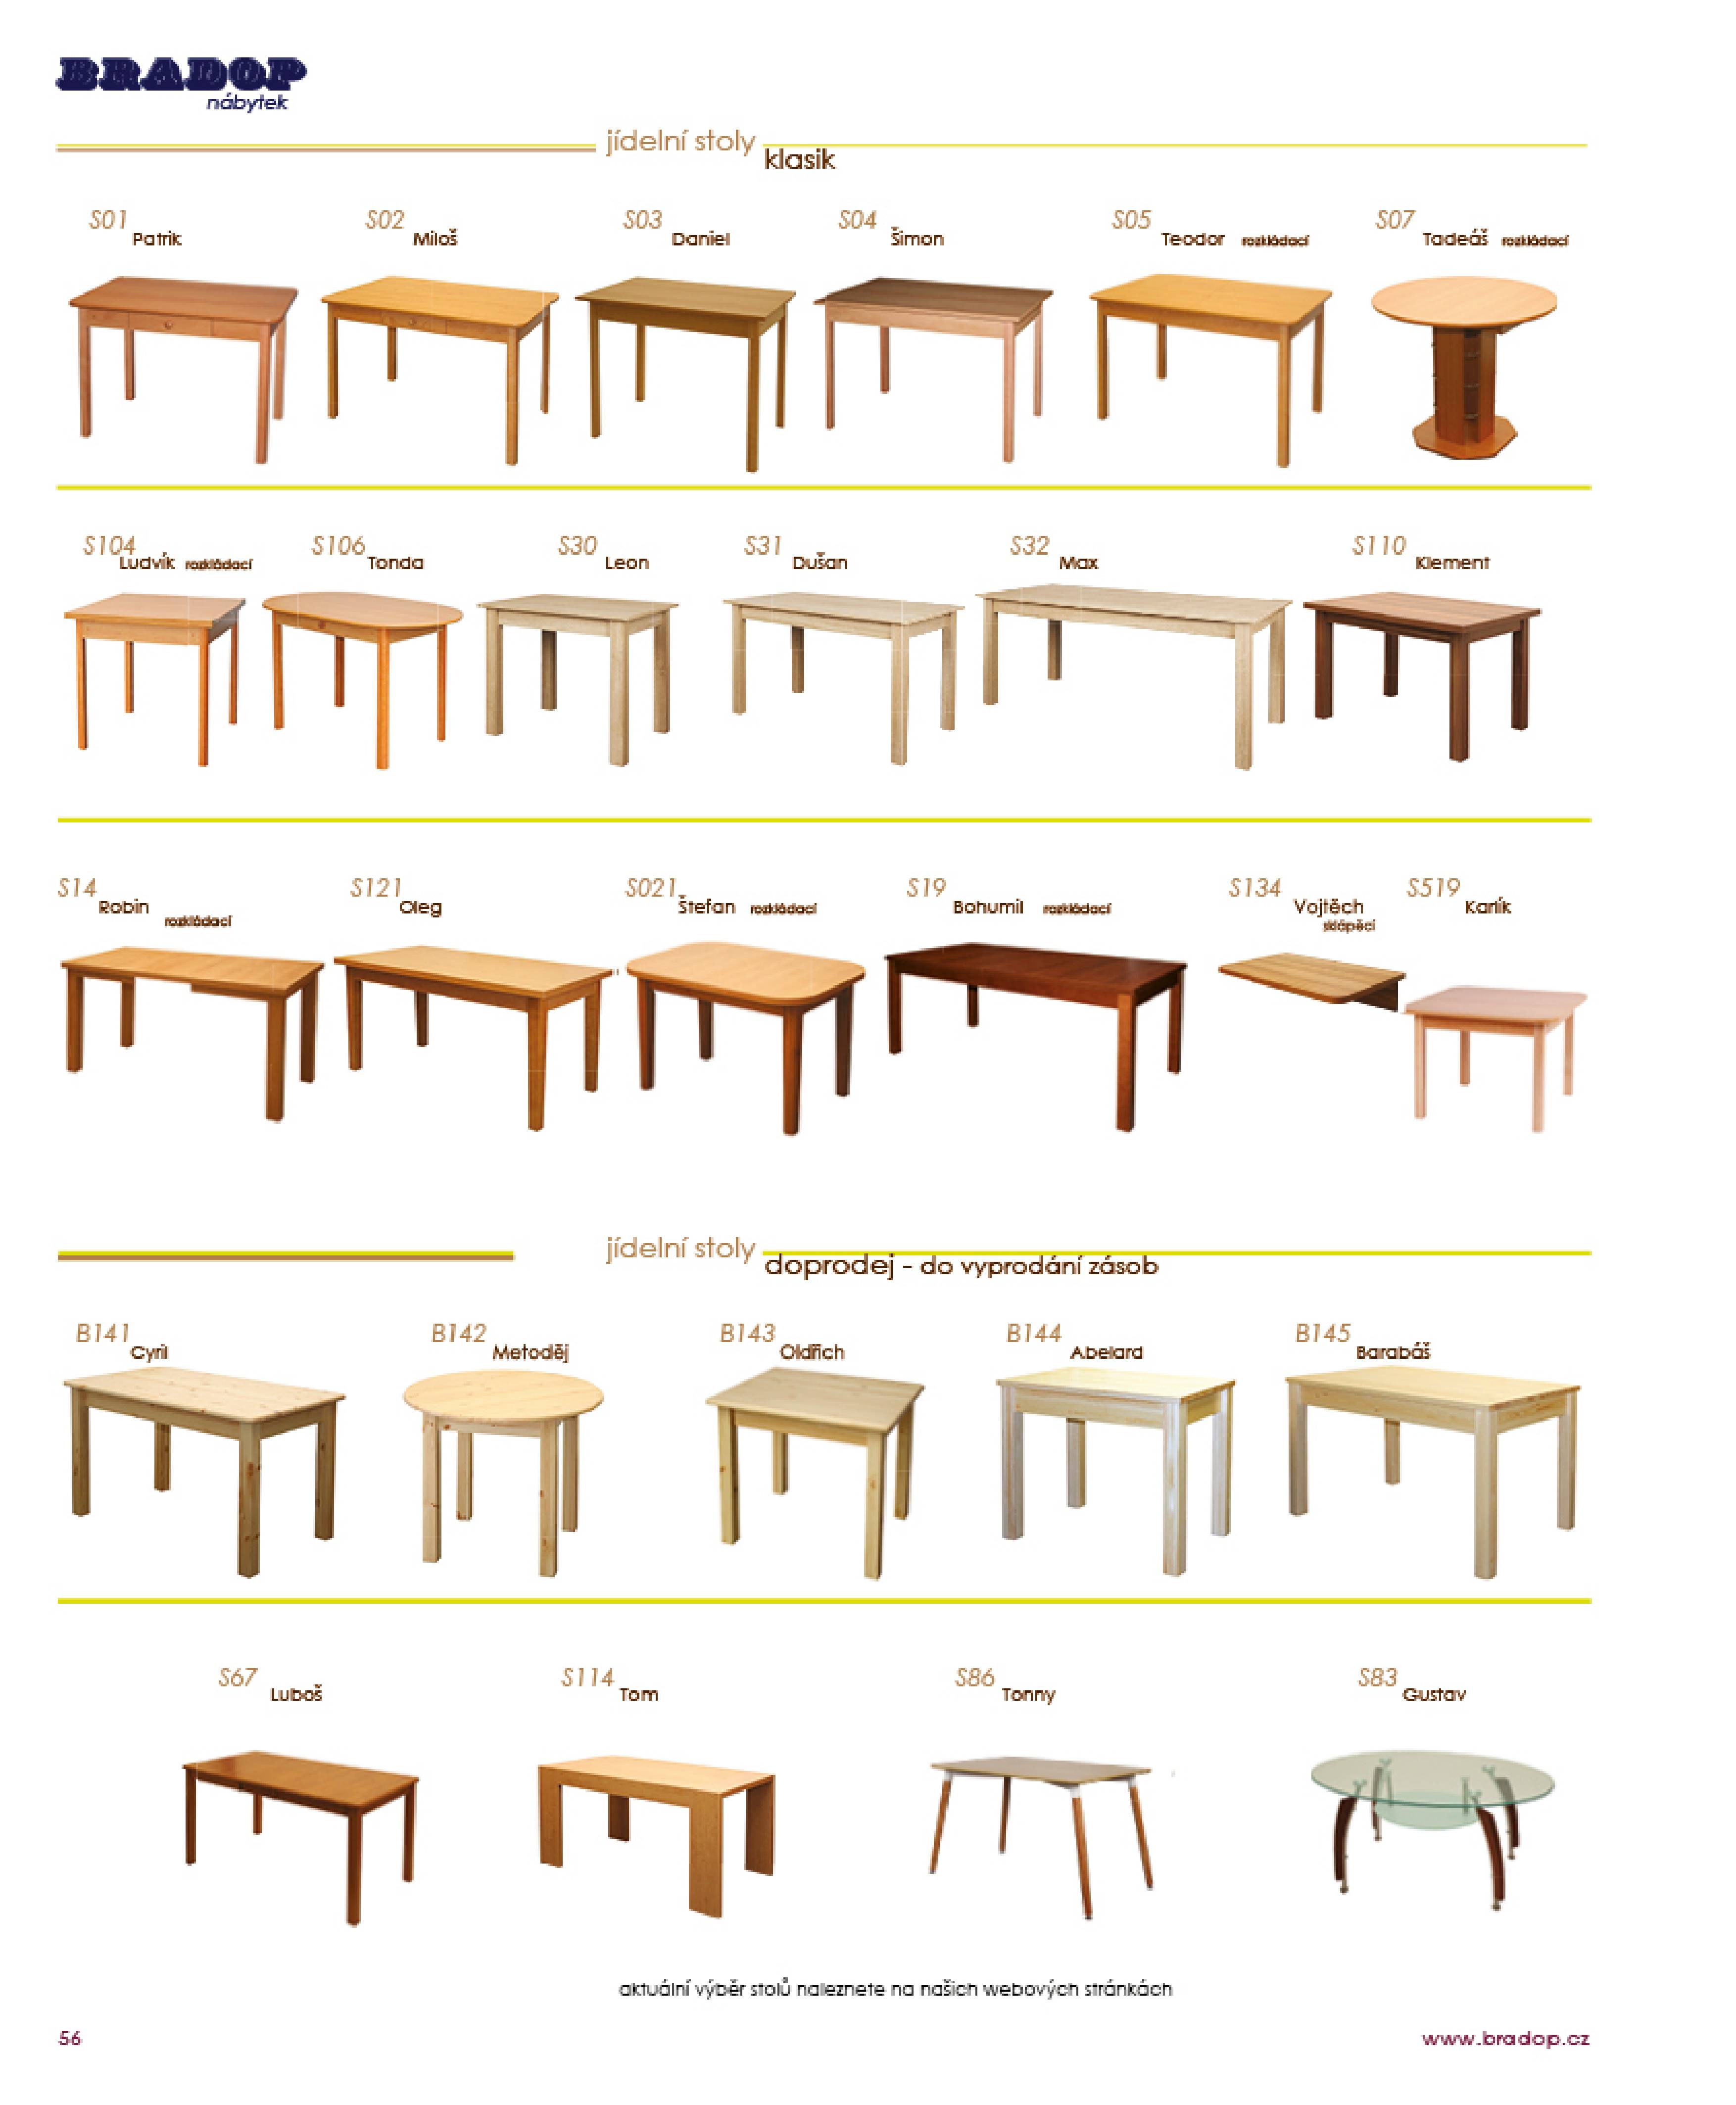 BRADOP
nábytek
jídelní stoly
klasik
S01 Patrik
S02 Miloš
S03 Daniel
S04 Šimon
S05 Teodor rozkládací
S07 Tadeáš rozkládací
S104 Ludvík rozkládací
S106 Tonda
S30 Leon
S31 Dušan
S32 Max
S110 Klement
S14 Robin rozkládací
S121 Oleg
S021 Štefan rozkládací
S19 Bohumil rozkládací
S134 Vojtěch
sklápěcí
S519 Karlík
jídelní stoly
doprodej - do vyprodání zásob
B141 Cyril
B142 Metoděj
B143 Oldřich
B144 Abelard
B145 Barabáš
S67 Luboš
S114 Tom
S86 Tonny
S83 Gustav
aktuální výběr stolů naleznete na našich webových stránkách
56
www.bradop.cz